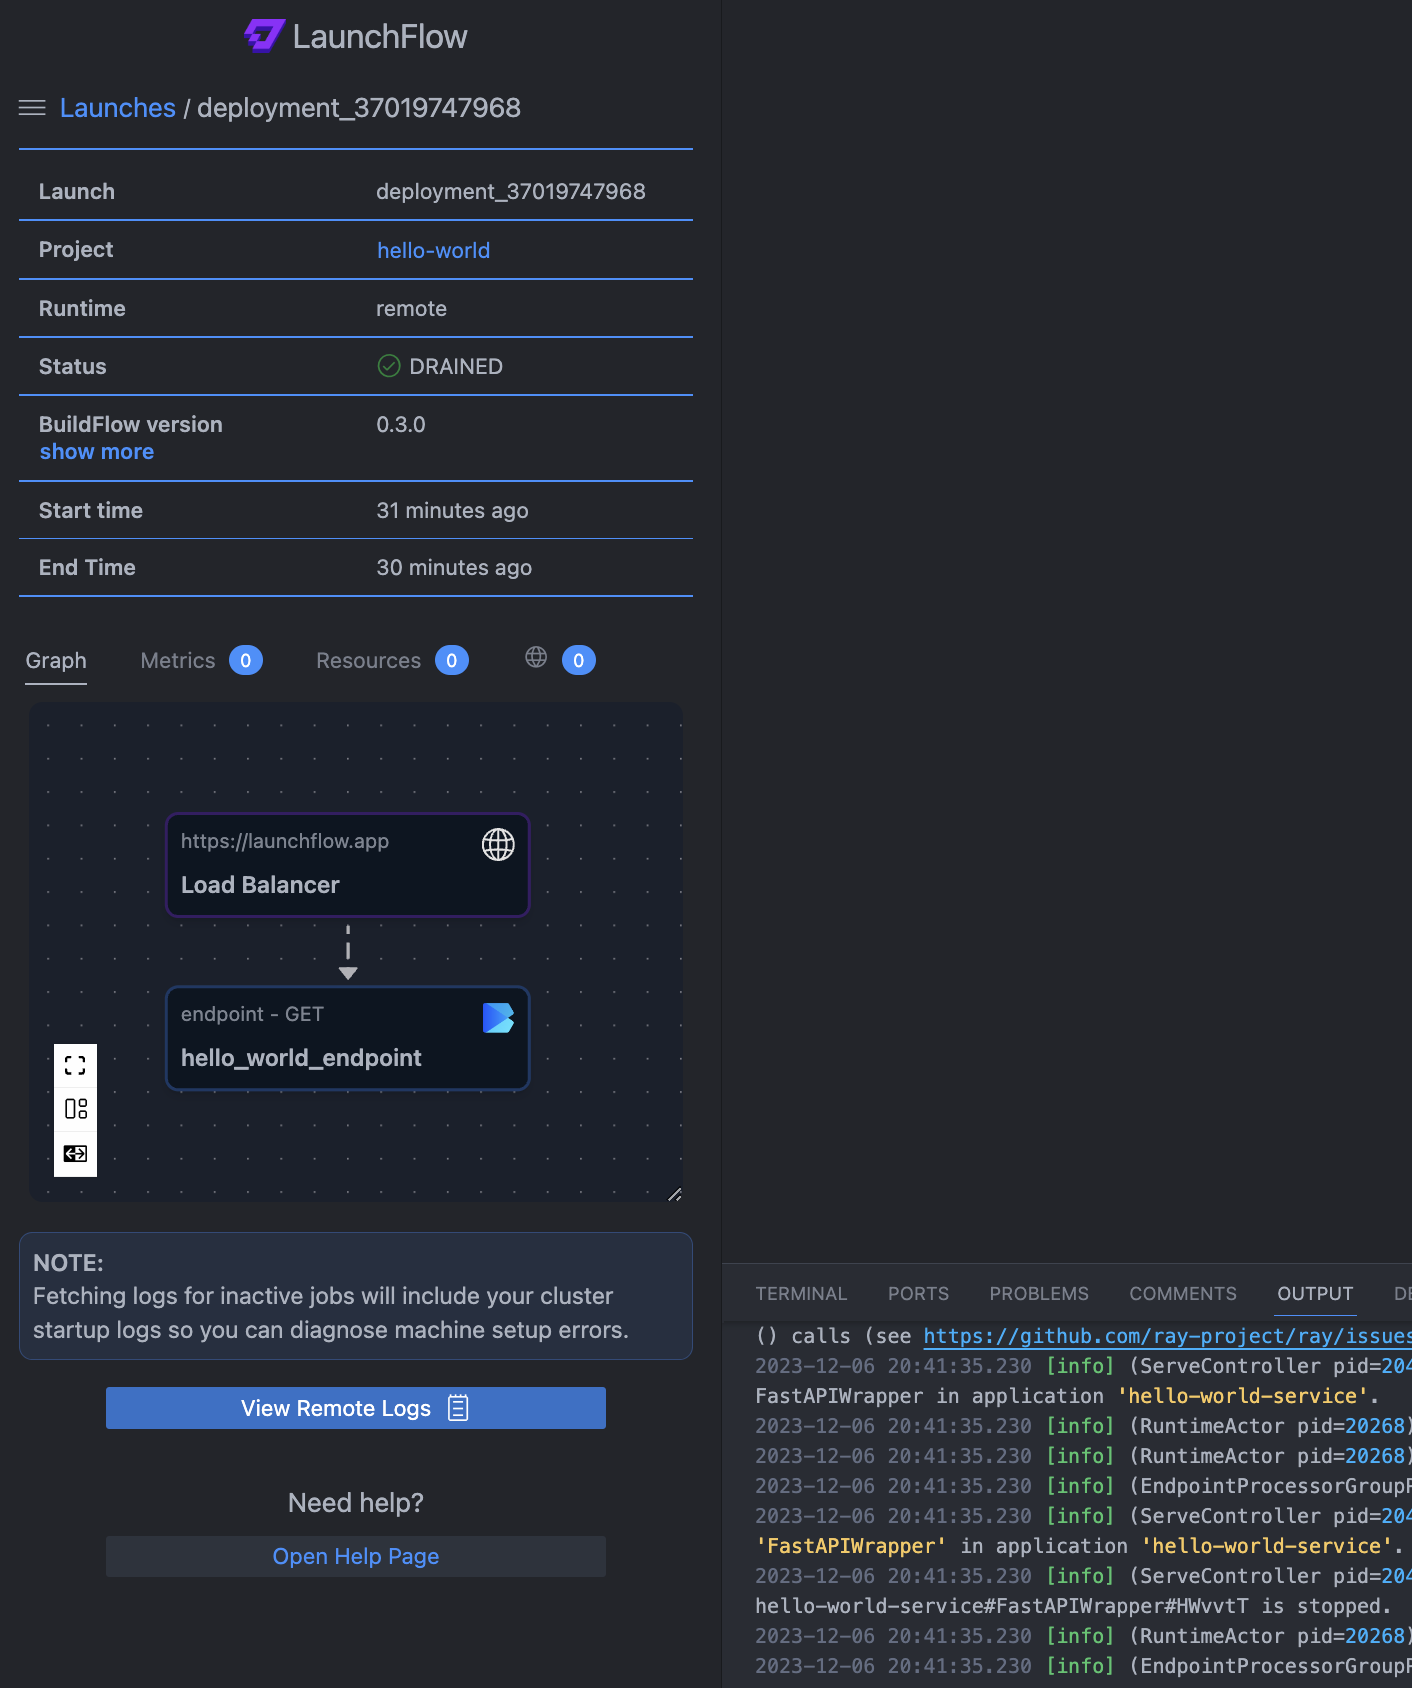 LaunchFlow
Launches / deployment_37019747968
Launch deployment_37019747968
Project hello-world
Runtime remote
Status DRAINED
BuildFlow version 0.3.0
show more
Start time 31 minutes ago
End Time 30 minutes ago
Graph Metrics 0 Resources 0 0
https://launchflow.app
Load Balancer
endpoint - GET
hello_world_endpoint
NOTE:
Fetching logs for inactive jobs will include your cluster
startup logs so you can diagnose machine setup errors.
View Remote Logs
Need help?
Open Help Page
TERMINAL PORTS PROBLEMS COMMENTS OUTPUT DE
() calls (see https://github.com/ray-project/ray/issues
2023-12-06 20:41:35.230 [info] (ServeController pid=204
FastAPIWrapper in application 'hello-world-service'.
2023-12-06 20:41:35.230 [info] (RuntimeActor pid=20268)
2023-12-06 20:41:35.230 [info] (RuntimeActor pid=20268)
2023-12-06 20:41:35.230 [info] (EndpointProcessorGroup
2023-12-06 20:41:35.230 [info] (ServeController pid=204
'FastAPIWrapper' in application 'hello-world-service'.
2023-12-06 20:41:35.230 [info] (ServeController pid=204
hello-world-service#FastAPIWrapper#HWvvtT is stopped.
2023-12-06 20:41:35.230 [info] (RuntimeActor pid=20268)
2023-12-06 20:41:35.230 [info] (EndpointProcessorGroup